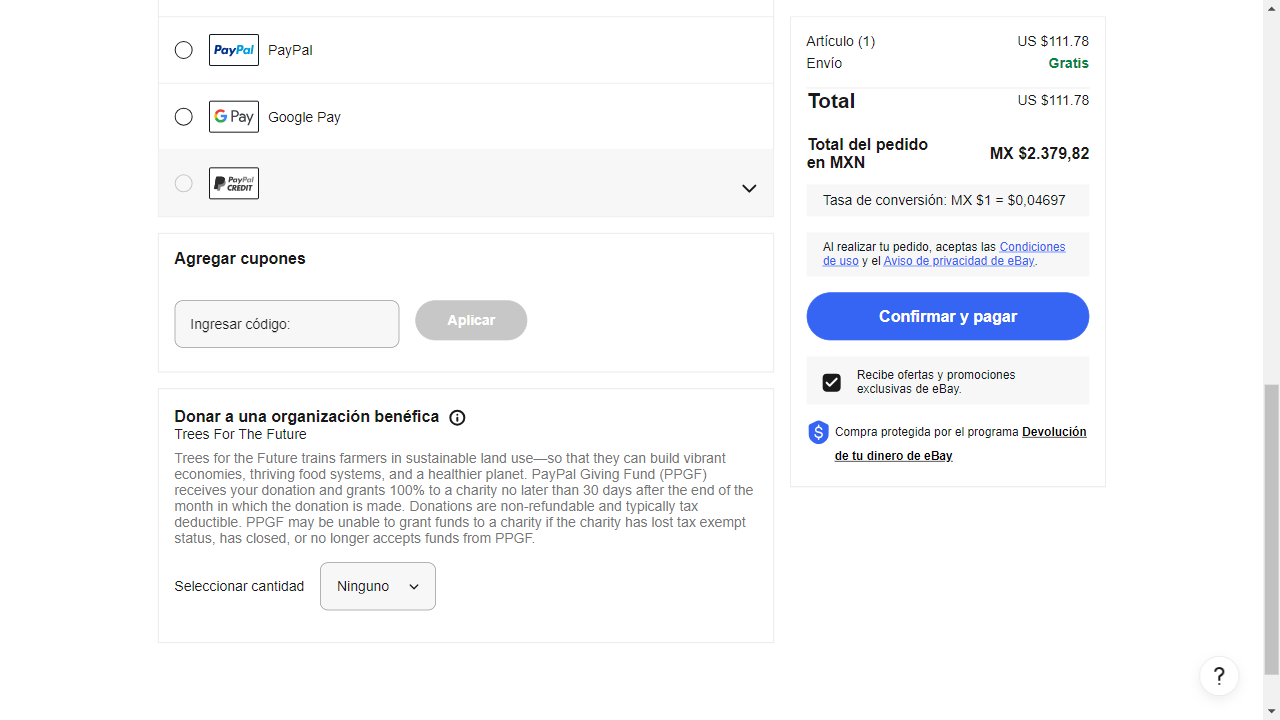 PayPal PayPal
G Pay Google Pay
PayPal CREDIT
Agregar cupones
Ingresar código:
Aplicar
Donar a una organización benéfica
Trees For The Future
Trees for the Future trains farmers in sustainable land use—so that they can build vibrant
economies, thriving food systems, and a healthier planet. PayPal Giving Fund (PPGF)
receives your donation and grants 100% to a charity no later than 30 days after the end of the
month in which the donation is made. Donations are non-refundable and typically tax
deductible. PPGF may be unable to grant funds to a charity if the charity has lost tax exempt
status, has closed, or no longer accepts funds from PPGF.
Seleccionar cantidad
Ninguno
Artículo (1) US $111.78
Envío Gratis
Total US $111.78
Total del pedido
en MXN
MX $2.379,82
Tasa de conversión: MX $1 = $0,04697
Al realizar tu pedido, aceptas las Condiciones
de uso y el Aviso de privacidad de eBay.
Confirmar y pagar
Recibe ofertas y promociones
exclusivas de eBay.
$ Compra protegida por el programa Devolución
de tu dinero de eBay
?